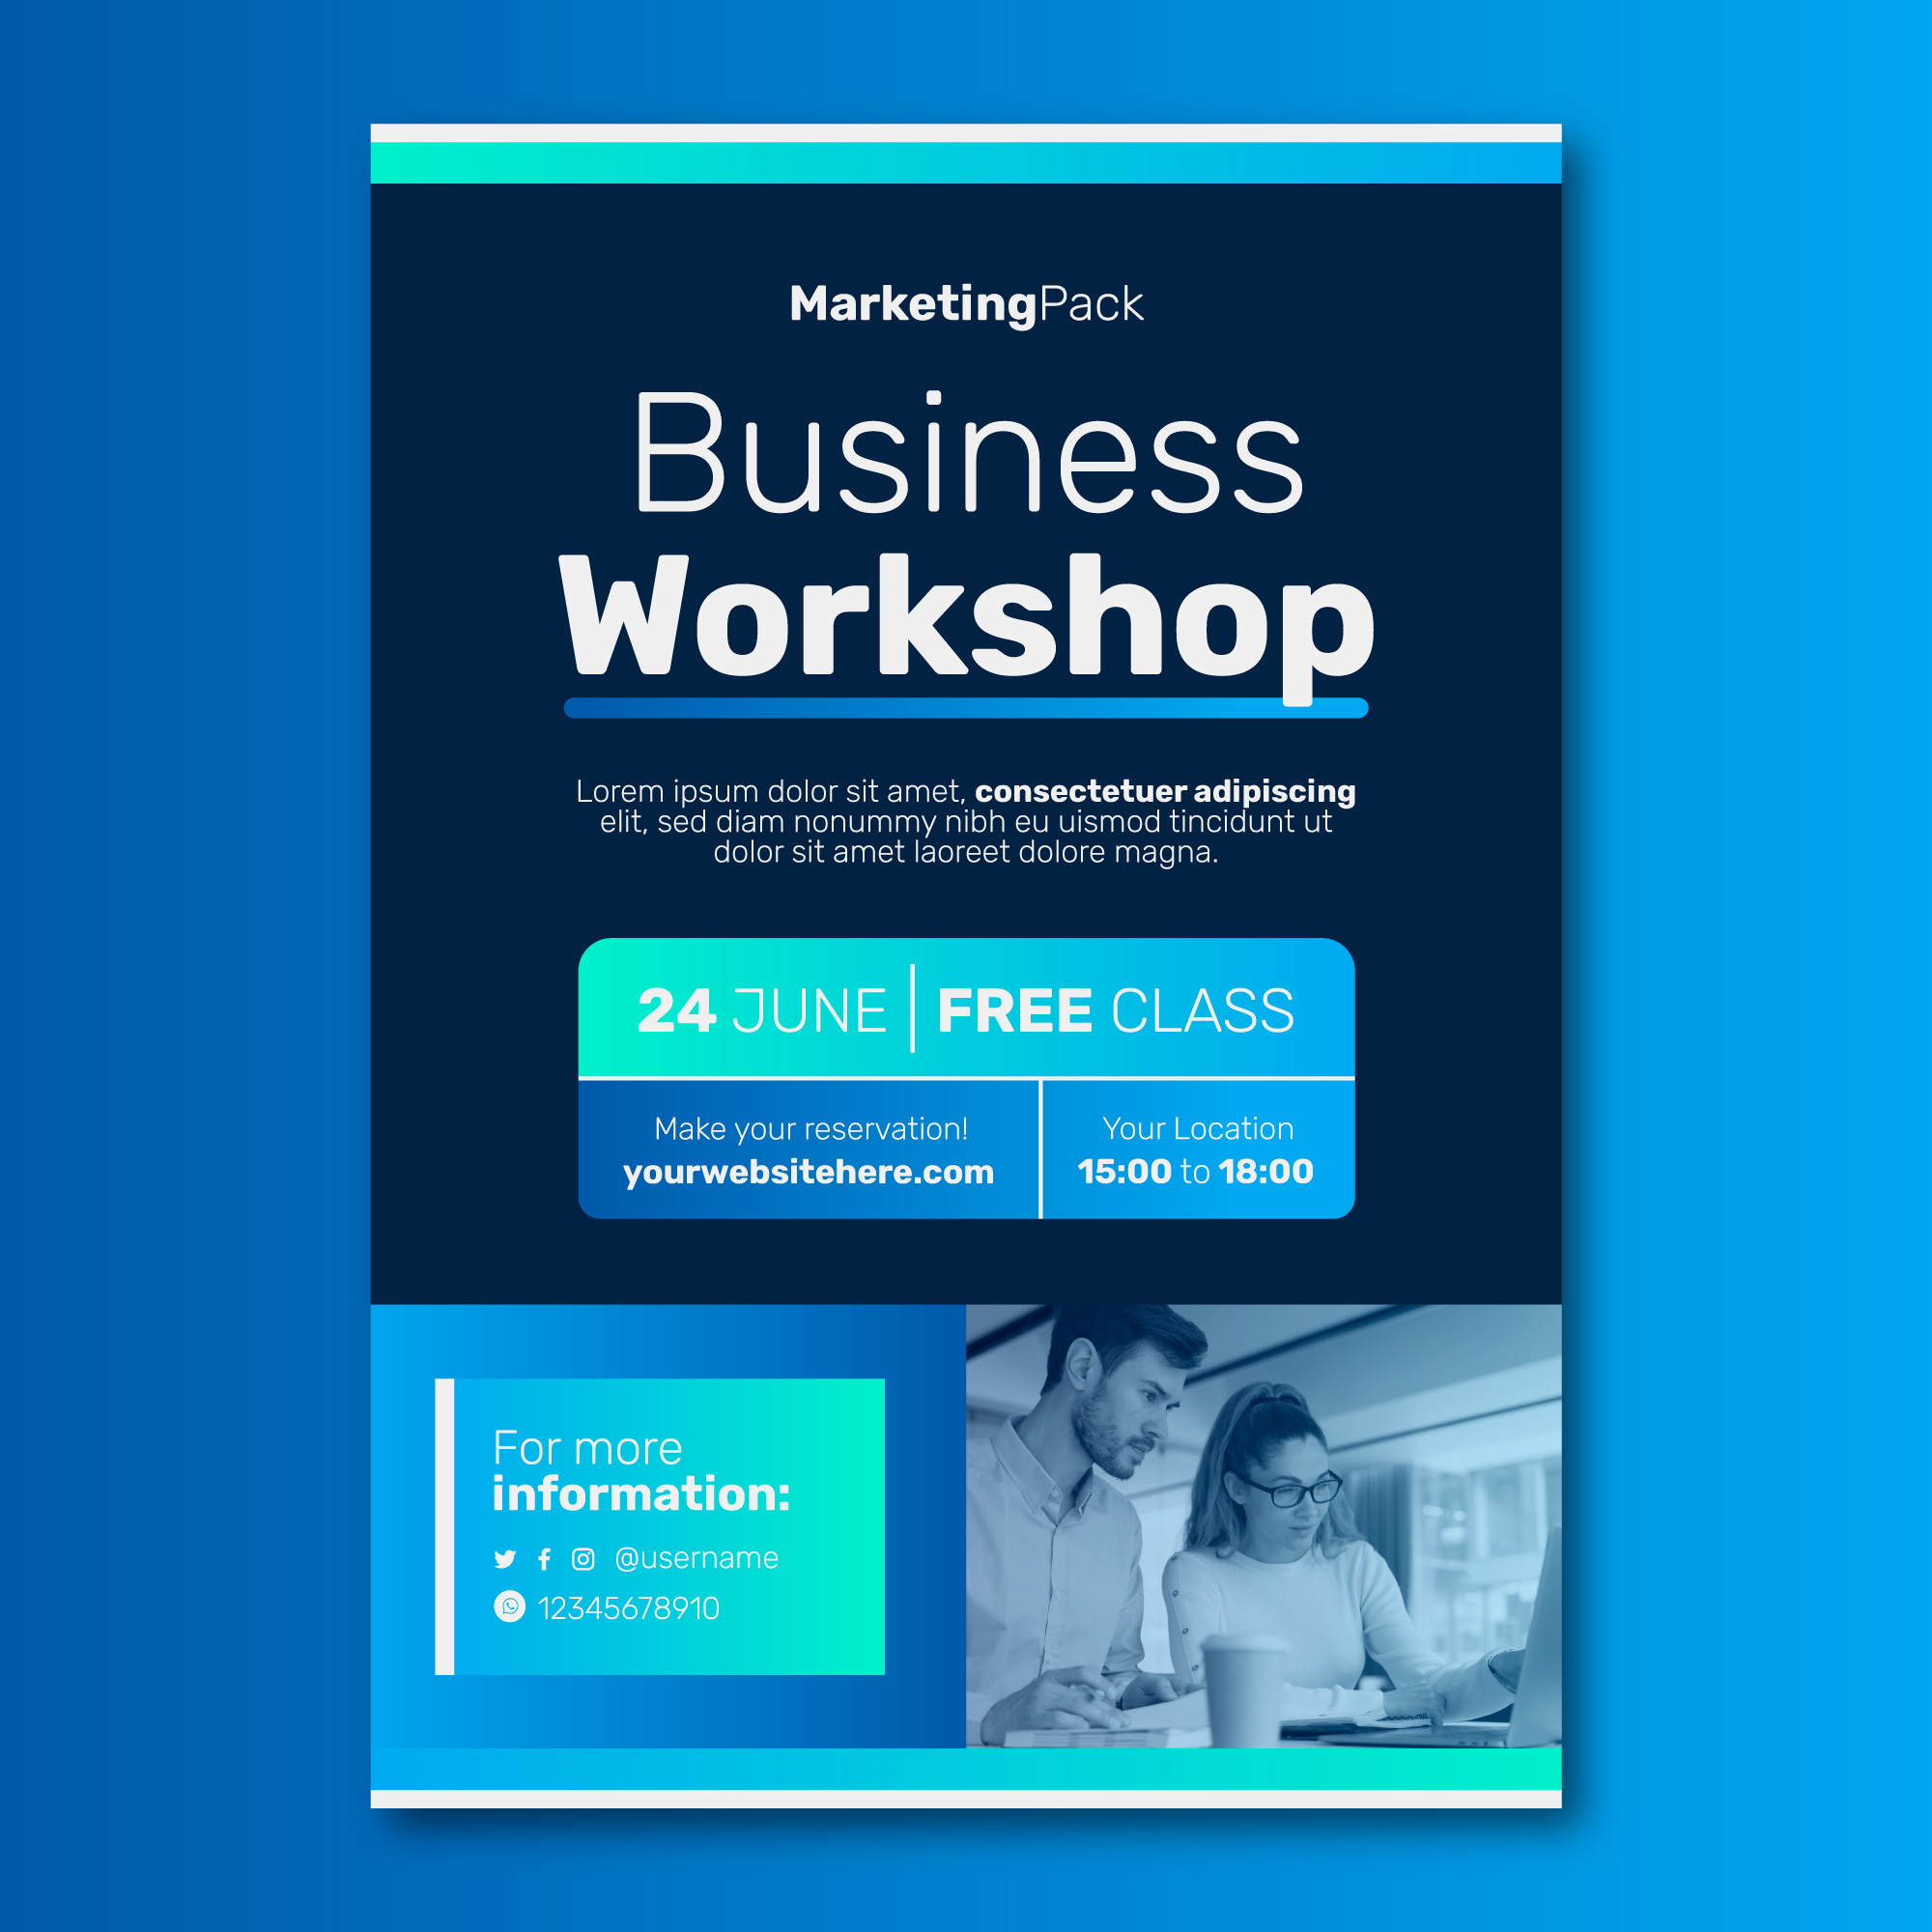 MarketingPack
Business
Workshop
Lorem ipsum dolor sit amet, consectetuer adipiscing
elit, sed diam nonummy nibh eu uismod tincidunt ut
dolor sit amet laoreet dolore magna.
24 JUNE FREE CLASS
Make your reservation!
yourwebsitehere.com
Your Location
15:00 to 18:00
For more
information:
@username
12345678910